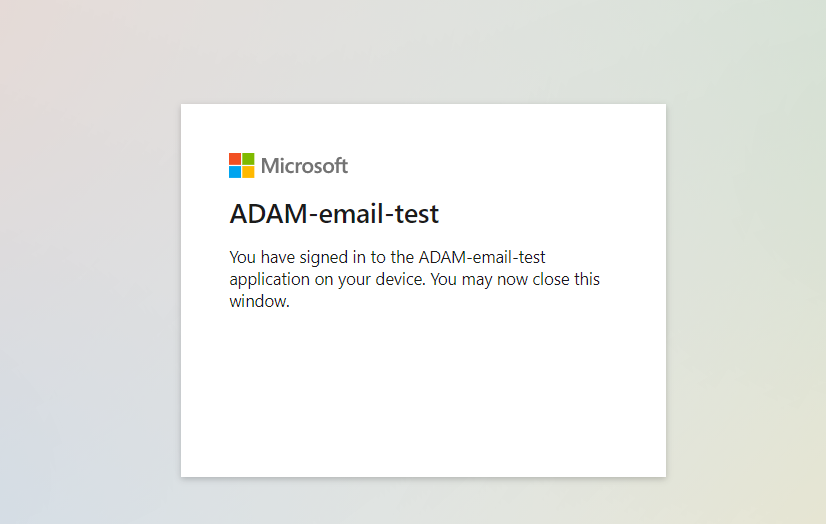 Microsoft
ADAM-email-test
You have signed in to the ADAM-email-test
application on your device. You may now close this
window.